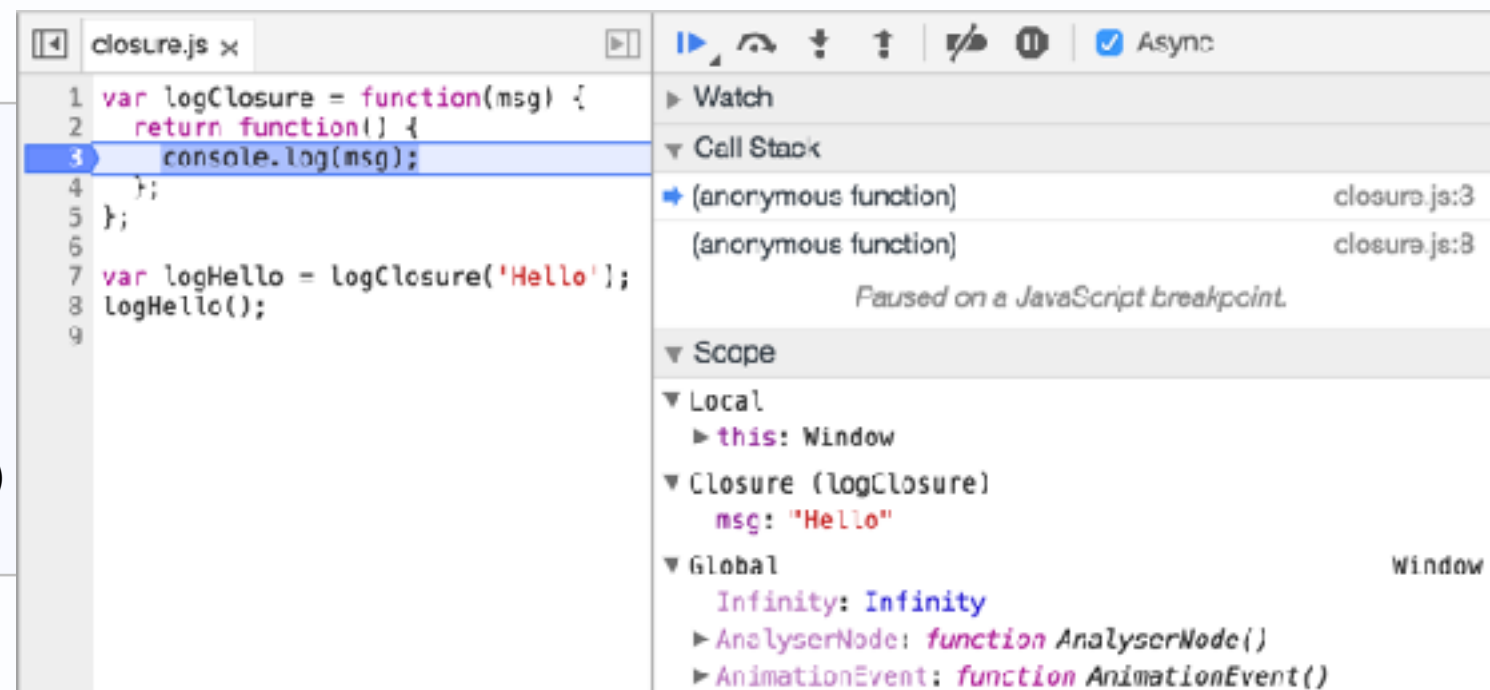 closure.js ×
1 var logClosure = function(msg) {
2 return function() {
3 console.log(msg);
4 };
5 };
6
7 var logHello = logClosure('Hello');
8 logHello();
9
Async
Watch
Call Stack
(anonymous function) closure.js:3
(anonymous function) closure.js:8
Paused on a JavaScript breakpoint.
Scope
Local
this: Window
Closure (logClosure)
msg: "Hello"
Global Window
Infinity: Infinity
AnalyserNode: function AnalyserNode()
AnimationEvent: function AnimationEvent()
)